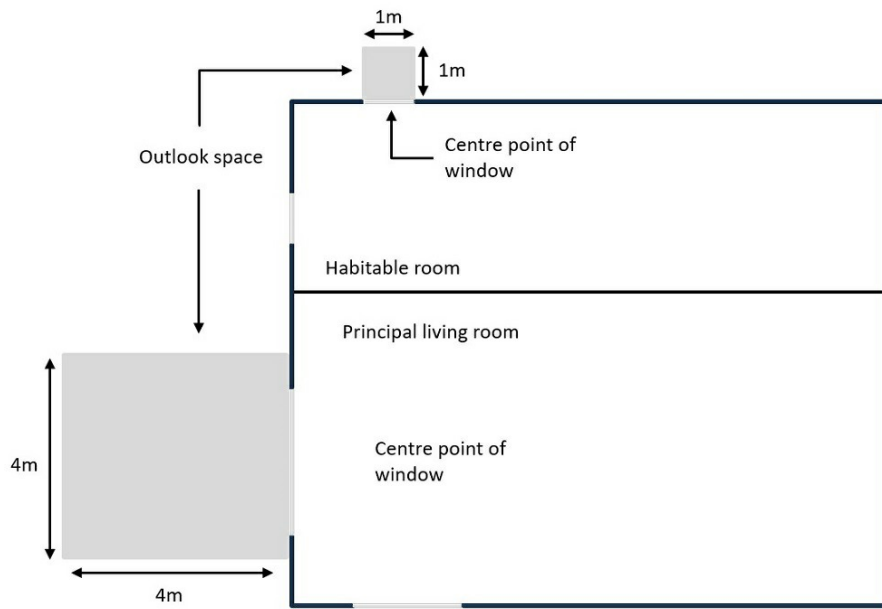 1m
1m
Outlook space
Centre point of
window
Habitable room
Principal living room
Centre point of
window
4m
4m